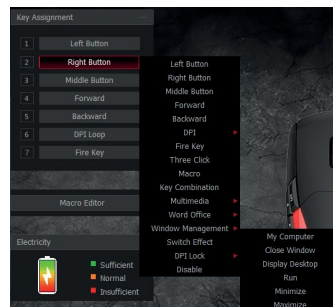 Key Assignment
1 Left Button
2 Right Button
3 Middle Button
4 Forward
5 Backward
6 DPI Loop
7 Fire Key
Macro Editor
Electricity
Sufficient
Normal
Insufficient
Left Button
Right Button
Middle Button
Forward
Backward
DPI
Fire Key
Three Click
Macro
Key Combination
Multimedia
Word Office
Window Management
Switch Effect
DPI Lock
Disable
My Computer
Close Window
Display Desktop
Run
Minimize
Maximize